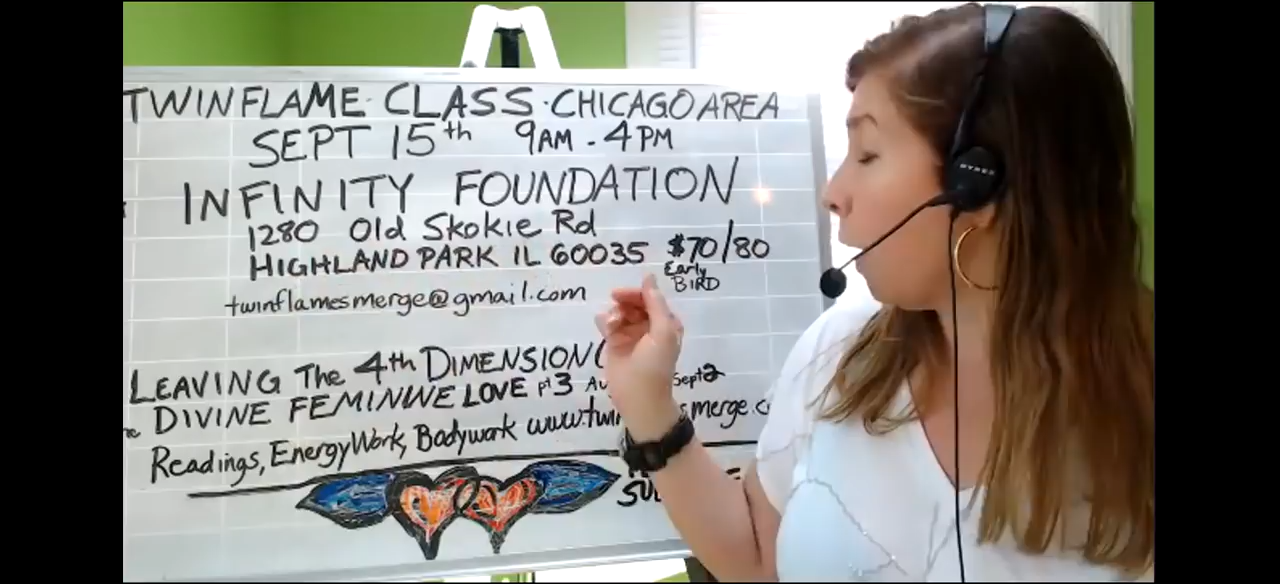 TWINFLAME CLASS · CHICAGO AREA
SEPT 15th 9AM - 4PM
INFINITY FOUNDATION
1280 Old Skokie Rd
HIGHLAND PARK IL 60035 $70/80
Early
BIRD
twinflamesmerge@gmail.com
LEAVING The 4th DIMENSION
DIVINE FEMININE LOVE pt 3 Sept 2
Readings, EnergyWork, Bodywork